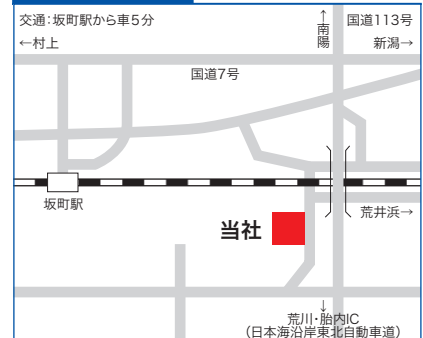 交通:坂町駅から車5分
←村上
↑南陽
国道113号
新潟→
国道7号
坂町駅
荒井浜→
当社
↓
荒川・胎内IC
(日本海沿岸東北自動車道)